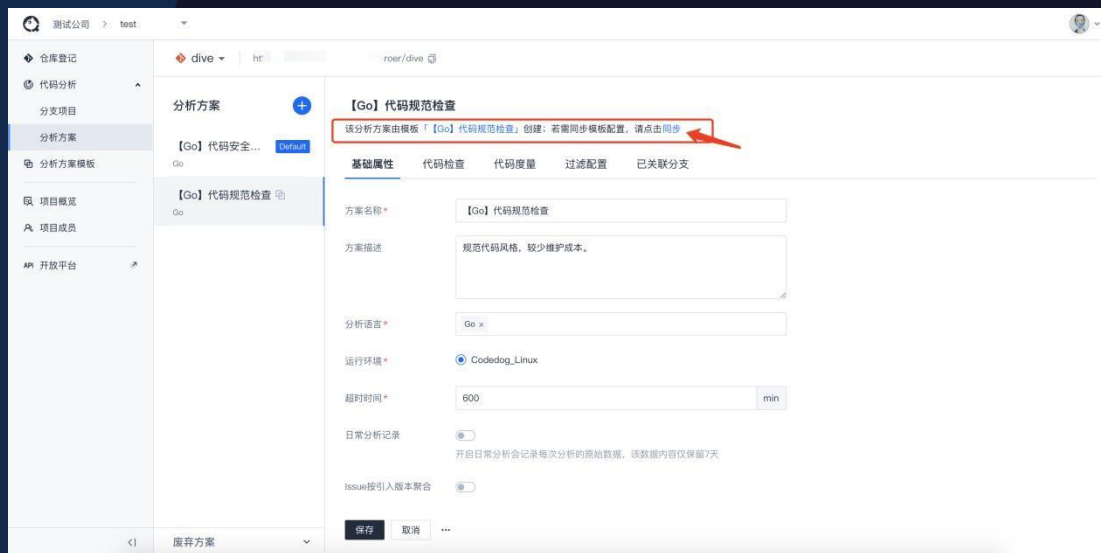 测试公司 > test
仓库登记
代码分析
分支项目
分析方案
分析方案模板
项目概览
项目成员
API 开放平台
dive
roer/dive
分析方案
【Go】代码安全... Default
Go
【Go】代码规范检查
Go
废弃方案
【Go】代码规范检查
该分析方案由模板「【Go】代码规范检查」创建；若需同步模板配置，请点击同步
基础属性 代码检查 代码度量 过滤配置 已关联分支
方案名称* 【Go】代码规范检查
方案描述 规范代码风格，较少维护成本。
分析语言* Go ×
运行环境* Codedog_Linux
超时时间* 600 min
日常分析记录
开启日常分析会记录每次分析的原始数据，该数据内容仅保留7天
Issue按引入版本聚合
保存 取消 ...